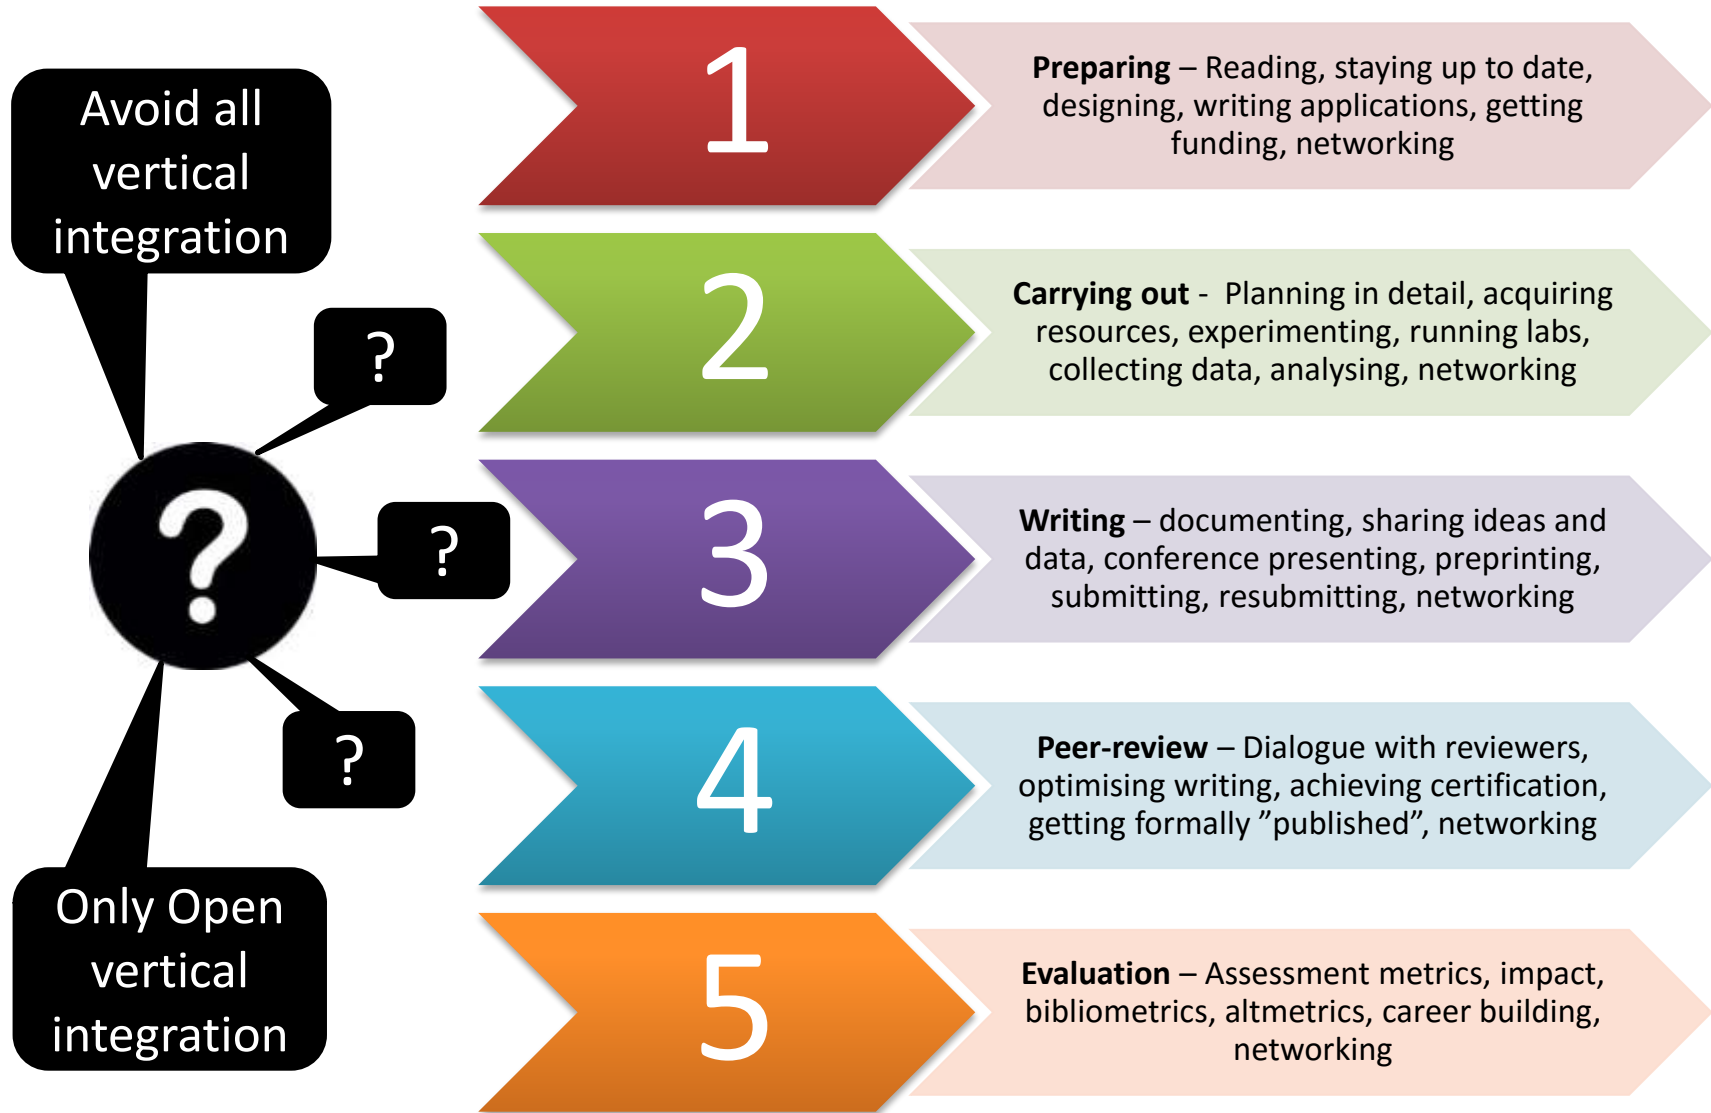 Avoid all
vertical
integration
?
?
?
?
Only Open
vertical
integration
1
Preparing – Reading, staying up to date,
designing, writing applications, getting
funding, networking
2
Carrying out -  Planning in detail, acquiring
resources, experimenting, running labs,
collecting data, analysing, networking
3
Writing – documenting, sharing ideas and
data, conference presenting, preprinting,
submitting, resubmitting, networking
4
Peer-review – Dialogue with reviewers,
optimising writing, achieving certification,
getting formally ”published”, networking
5
Evaluation – Assessment metrics, impact,
bibliometrics, altmetrics, career building,
networking